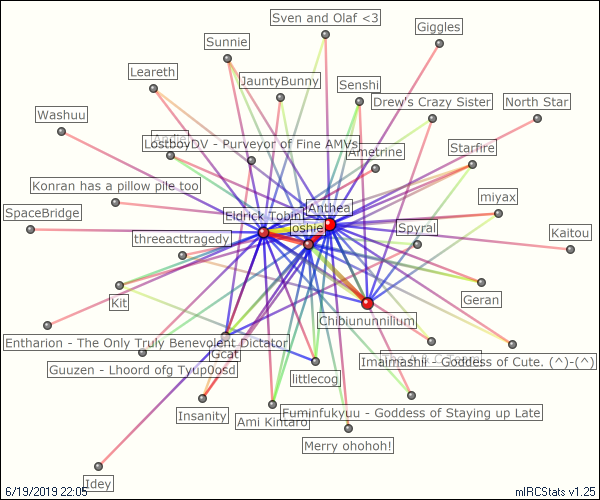 Sven and Olaf <3
Giggles
Sunnie
Leareth
JauntyBunny
Senshi
Drew's Crazy Sister
North Star
Washuu
LostboyDV - Purveyor of Fine AMVs
Ametrine
Starfire
Konran has a pillow pile too
miyax
SpaceBridge
Eldrick Tobin
Anthea
oshie
Spyral
threeacttragedy
Kaitou
Kit
Geran
Chibiununnilium
Entharion - The Only Truly Benevolent Dictator
Gcat
Imaimashii - Goddess of Cute. (^)-(^)
Guuzen - Lhoord ofg Tyup0osd
littlecog
Insanity
Ami Kintaro
Fuminfukyuu - Goddess of Staying up Late
Merry ohohoh!
Idey
6/19/2019 22:05
mIRCStats v1.25